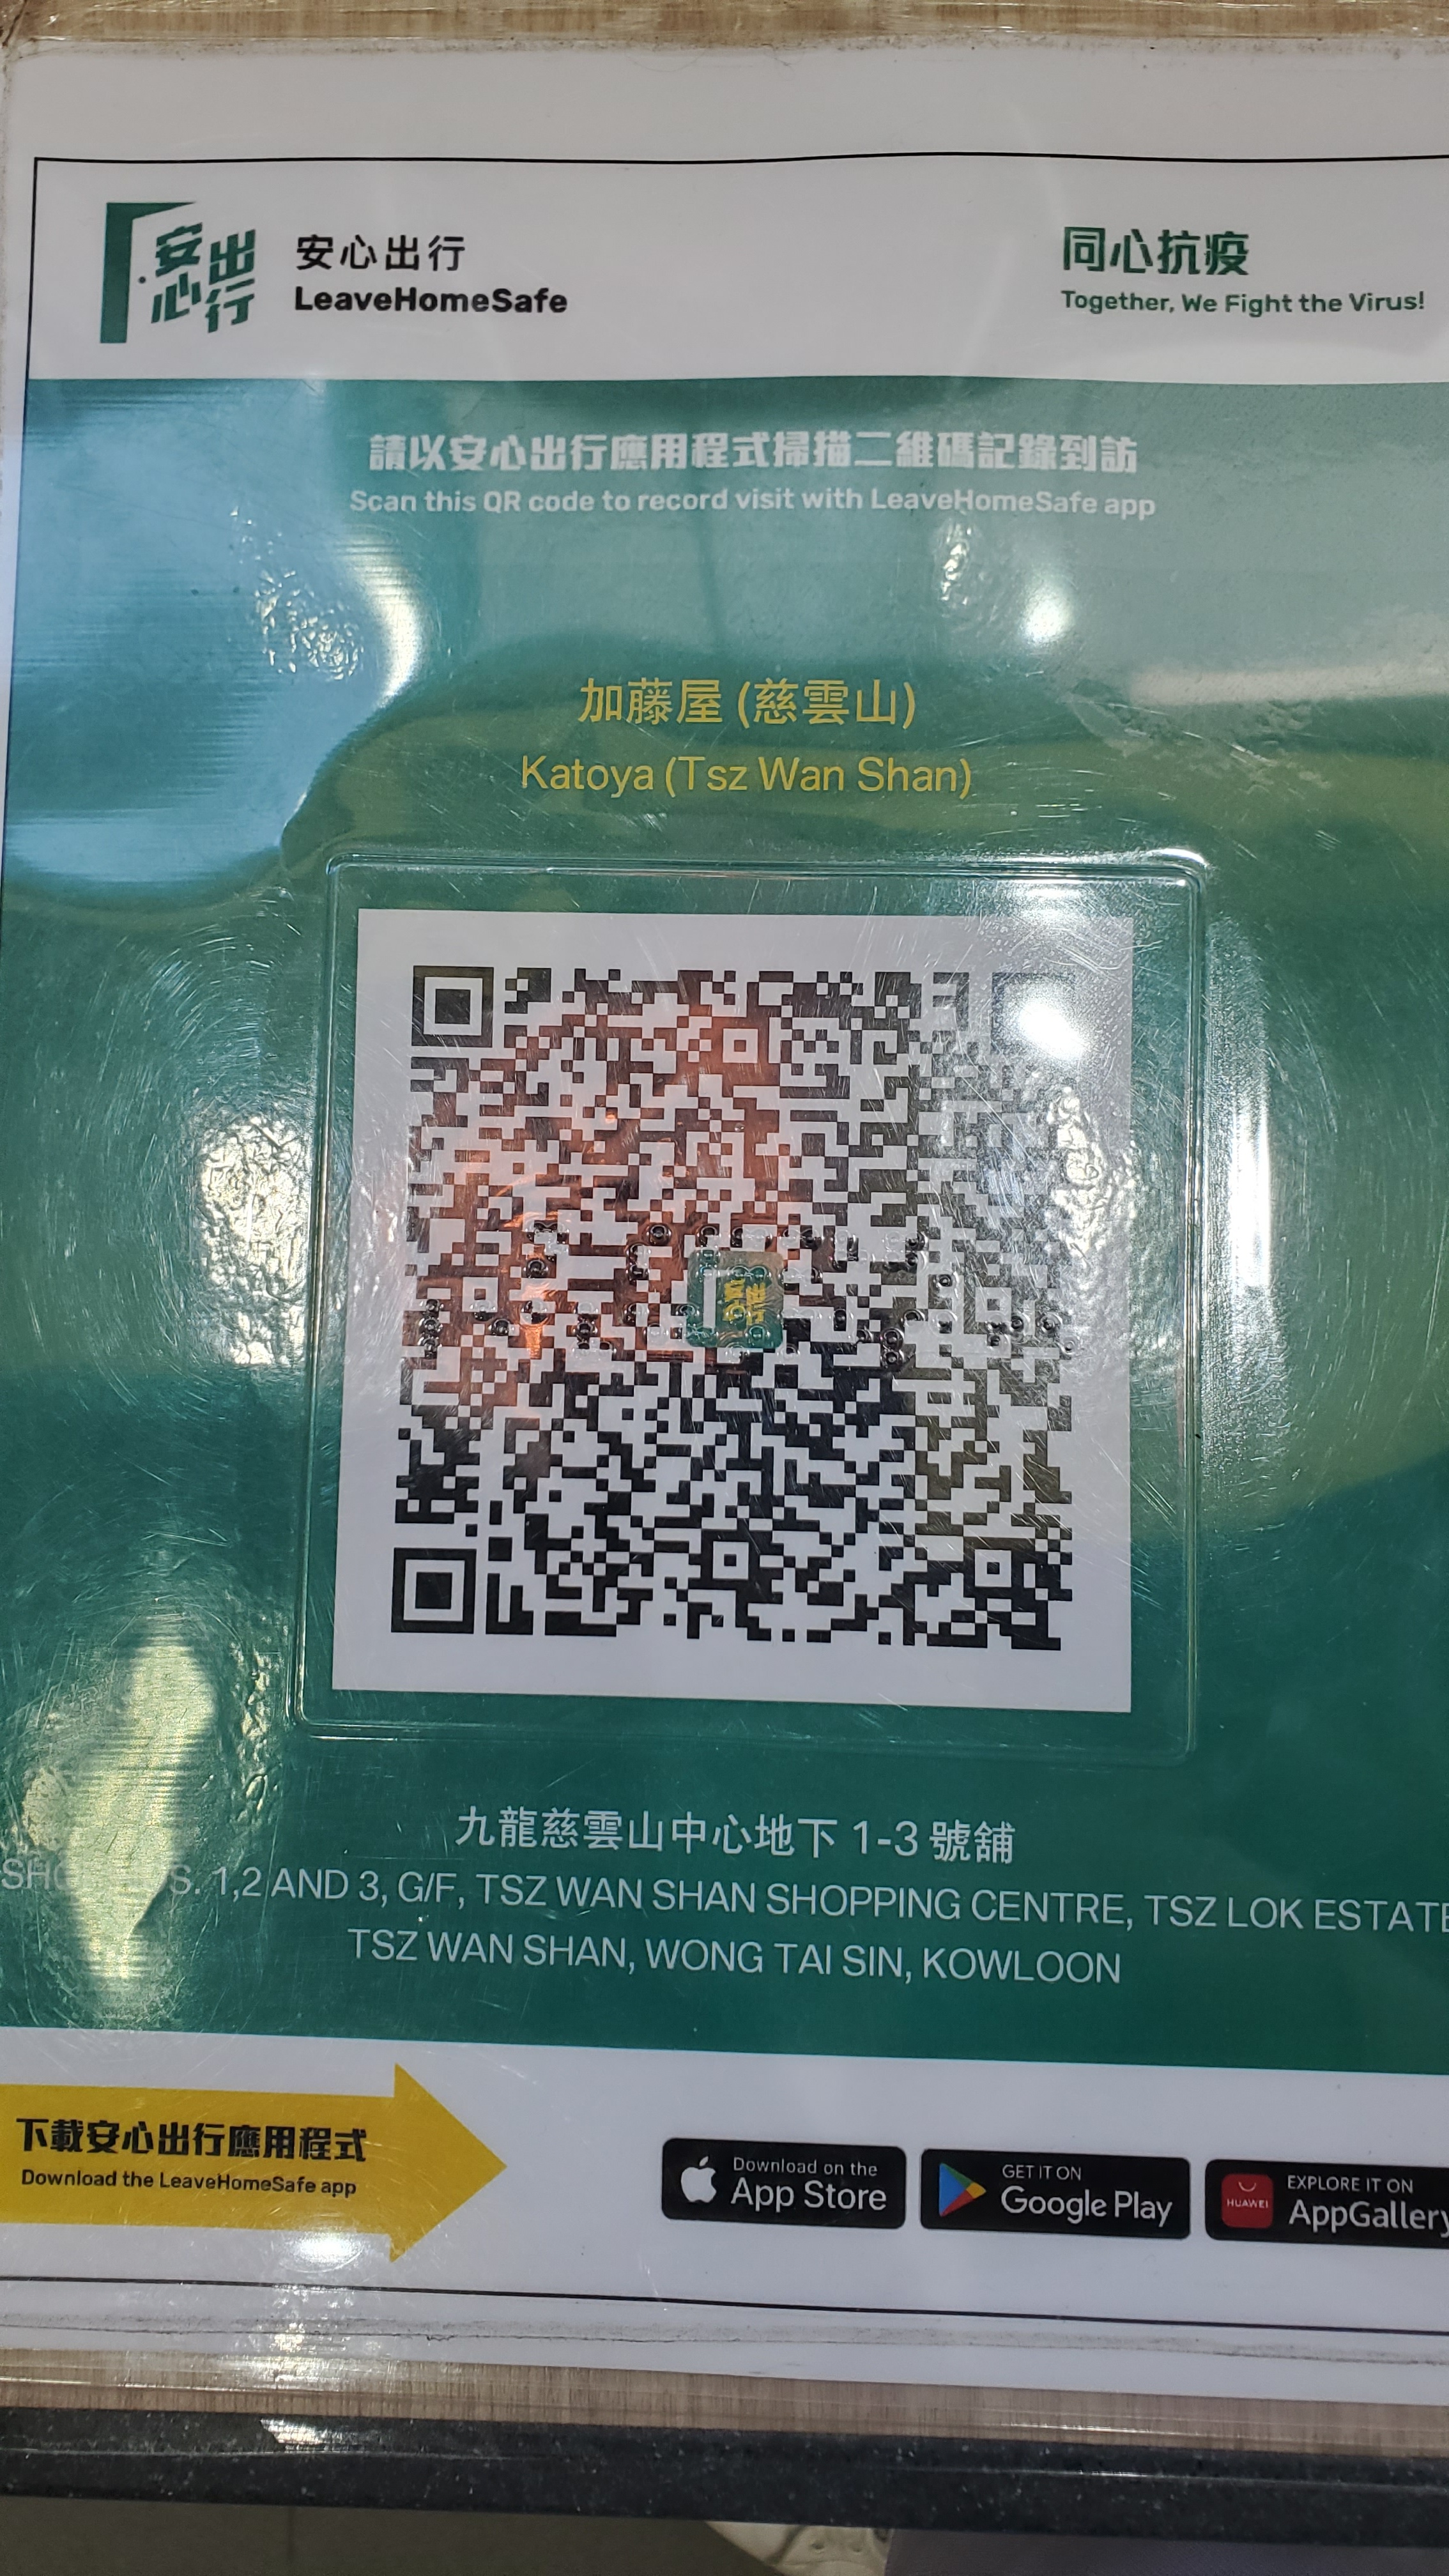 安心出行
安心出行
LeaveHomeSafe
同心抗疫
Together, We Fight the Virus!
請以安心出行應用程式掃描二維碼記錄到訪
Scan this QR code to record visit with LeaveHomeSafe app
加藤屋 (慈雲山)
Katoya (Tsz Wan Shan)
九龍慈雲山中心地下 1-3 號舖
1,2 AND 3, G/F, TSZ WAN SHAN SHOPPING CENTRE, TSZ LOK ESTATE
TSZ WAN SHAN, WONG TAI SIN, KOWLOON
下載安心出行應用程式
Download the LeaveHomeSafe app
Download on the
App Store
GET IT ON
Google Play
HUAWEI
EXPLORE IT ON
AppGallery